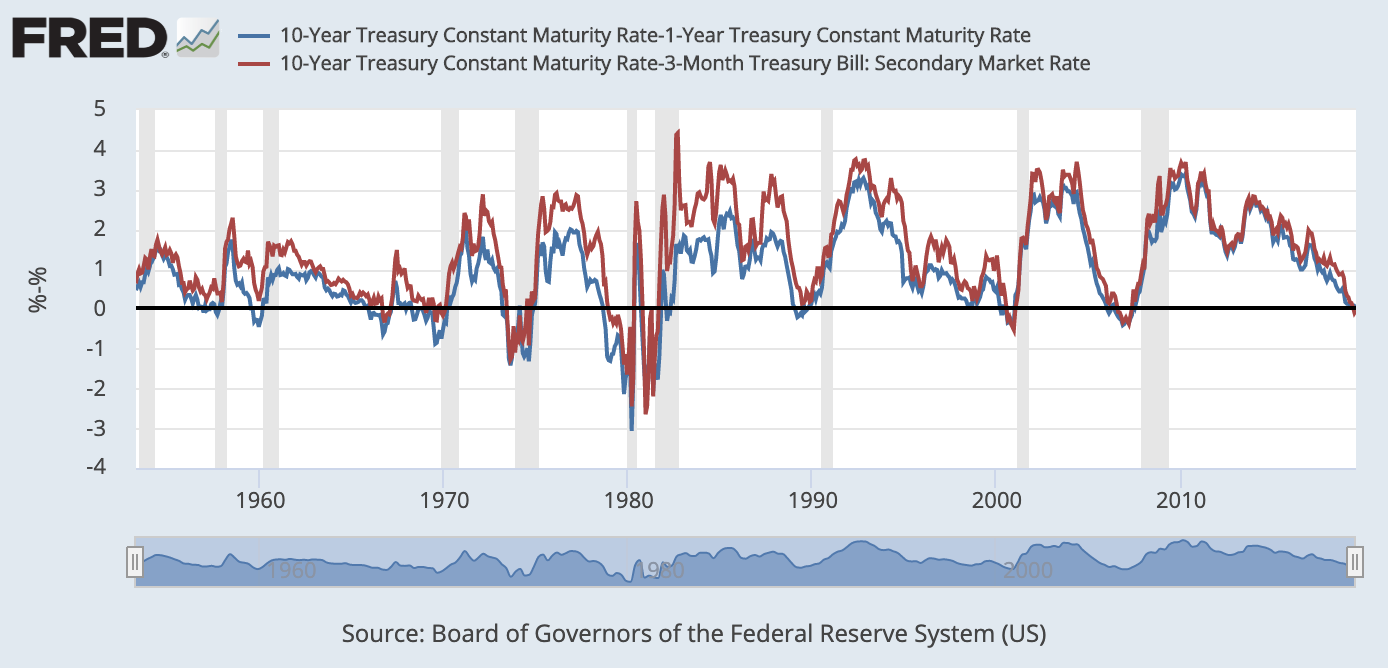 FRED
10-Year Treasury Constant Maturity Rate-1-Year Treasury Constant Maturity Rate
10-Year Treasury Constant Maturity Rate-3-Month Treasury Bill: Secondary Market Rate
%-%
5
4
3
2
1
0
-1
-2
-3
-4
1960 1970 1980 1990 2000 2010
1960 1980 2000
Source: Board of Governors of the Federal Reserve System (US)